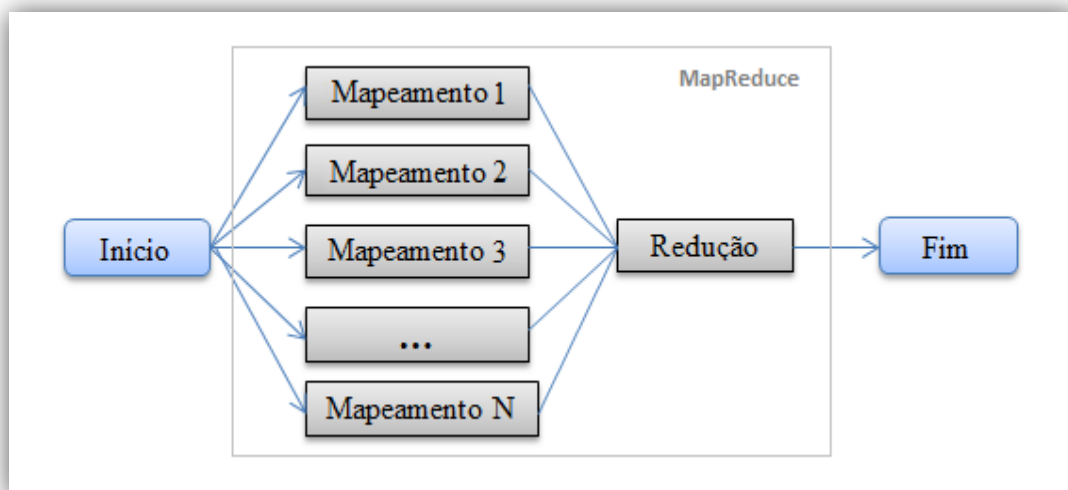 MapReduce
Mapeamento 1
Mapeamento 2
Início
Mapeamento 3
Redução
Fim
...
Mapeamento N